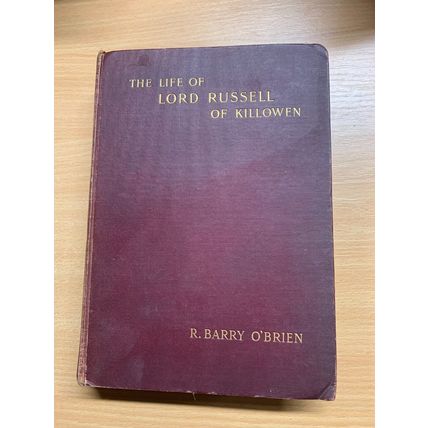 THE LIFE OF
LORD RUSSELL
OF KILLOWEN
R. BARRY O'BRIEN